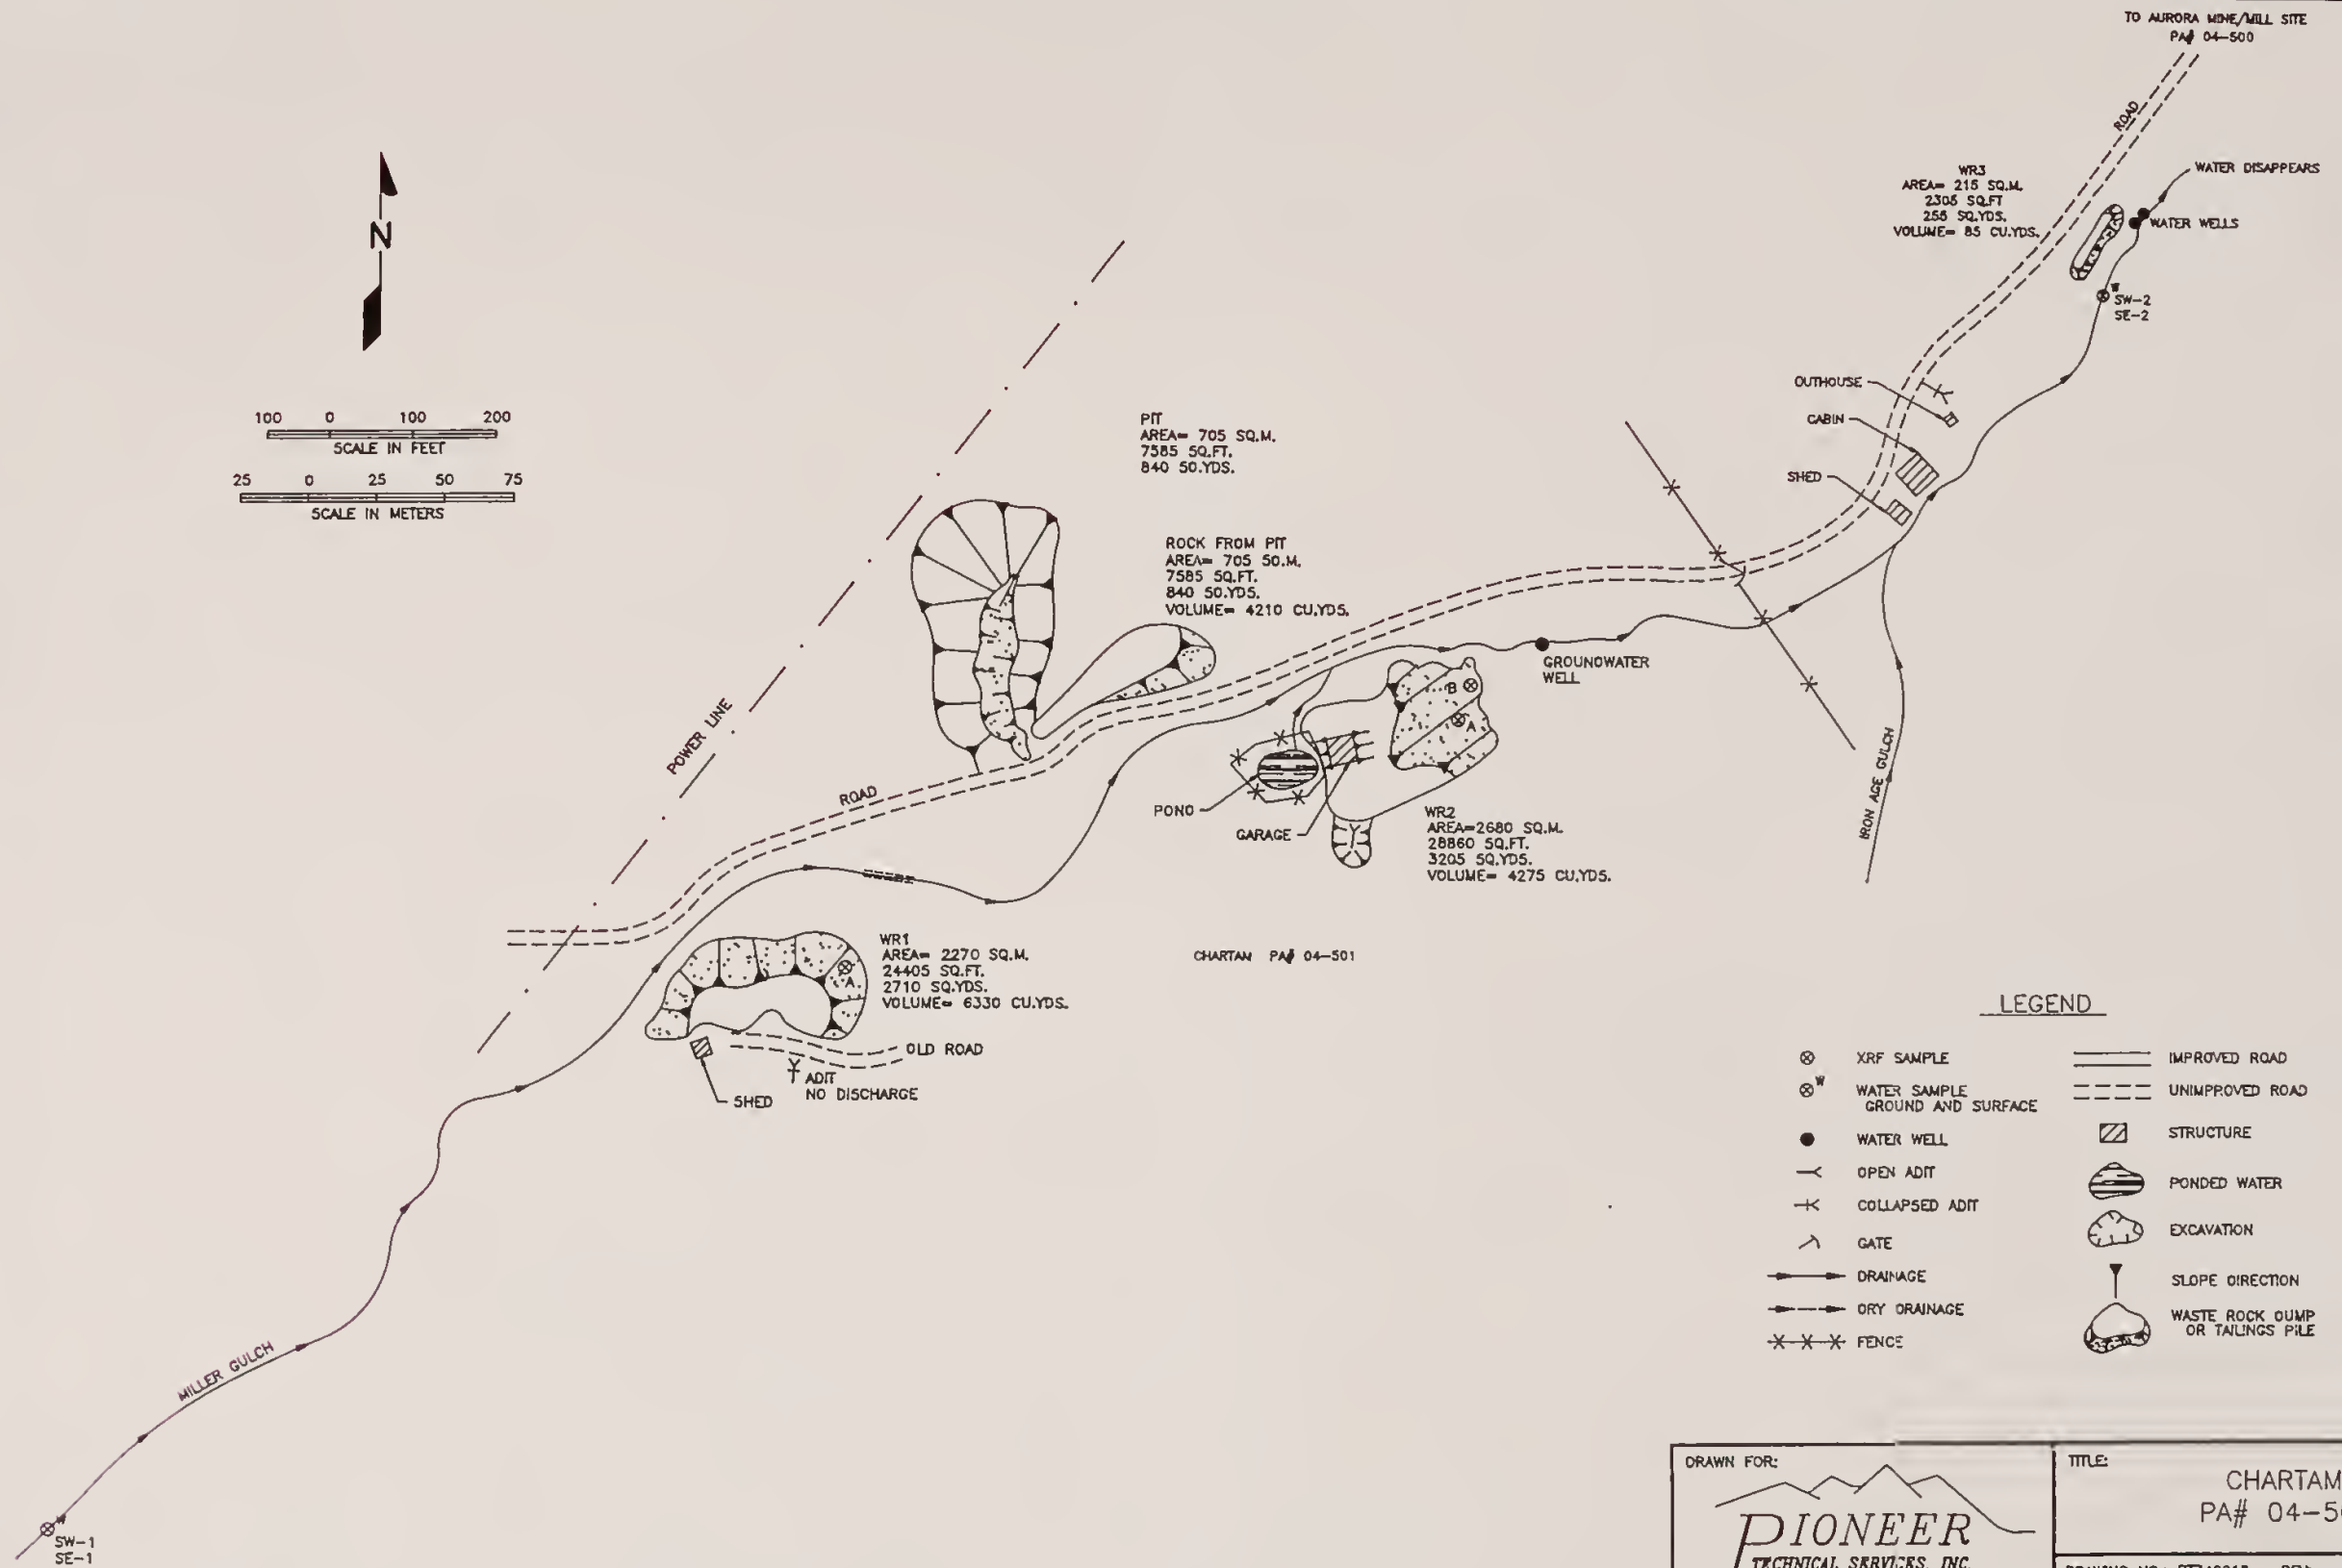 TO AURORA MINE/MILL SITE
PA# 04-500
ROAD
WR3
AREA= 215 SQ.M.
2305 SQ.FT
255 SQ.YDS.
VOLUME= 85 CU.YDS.
WATER DISAPPEARS
WATER WELLS
W
SW-2
SE-2
N
100 0 100 200
SCALE IN FEET
25 0 25 50 75
SCALE IN METERS
PIT
AREA= 705 SQ.M.
7585 SQ.FT.
840 SQ.YDS.
ROCK FROM PIT
AREA= 705 SQ.M.
7585 SQ.FT.
840 SQ.YDS.
VOLUME= 4210 CU.YDS.
OUTHOUSE
CABIN
SHED
GROUNDWATER
WELL
B
A
POWER LINE
ROAD
POND
GARAGE
WR2
AREA=2680 SQ.M.
28860 SQ.FT.
3205 SQ.YDS.
VOLUME= 4275 CU.YDS.
IRON AGE GULCH
WR1
AREA= 2270 SQ.M.
24405 SQ.FT.
2710 SQ.YDS.
VOLUME= 6330 CU.YDS.
A
CHARTAM PA# 04-501
OLD ROAD
ADIT
NO DISCHARGE
SHED
MILLER GULCH
W
SW-1
SE-1
LEGEND
XRF SAMPLE
W
WATER SAMPLE
GROUND AND SURFACE
WATER WELL
OPEN ADIT
COLLAPSED ADIT
GATE
DRAINAGE
DRY DRAINAGE
FENCE
IMPROVED ROAD
UNIMPROVED ROAD
STRUCTURE
PONDED WATER
EXCAVATION
SLOPE DIRECTION
WASTE ROCK DUMP
OR TAILINGS PILE
DRAWN FOR:
PIONEER
TECHNICAL SERVICES, INC.
TITLE:
CHARTAM
PA# 04-5